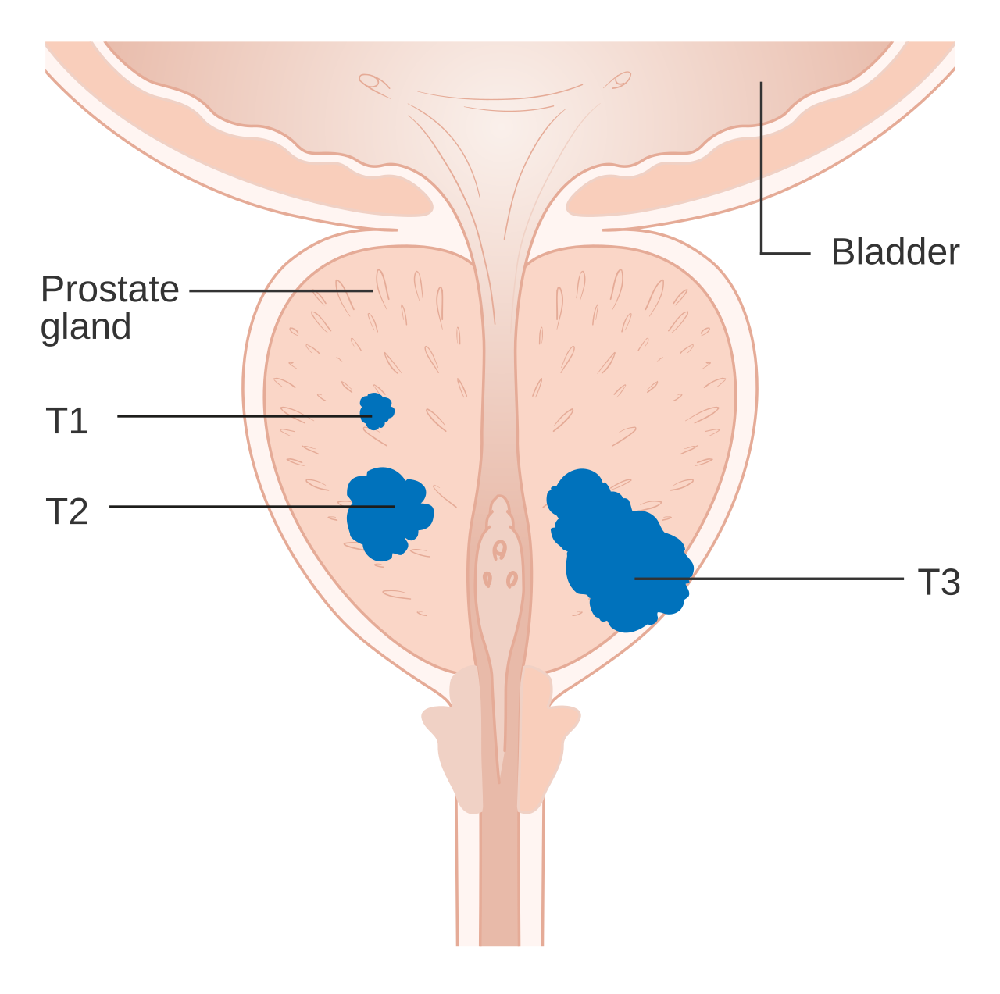 Bladder
Prostate
gland
T1
T2
T3